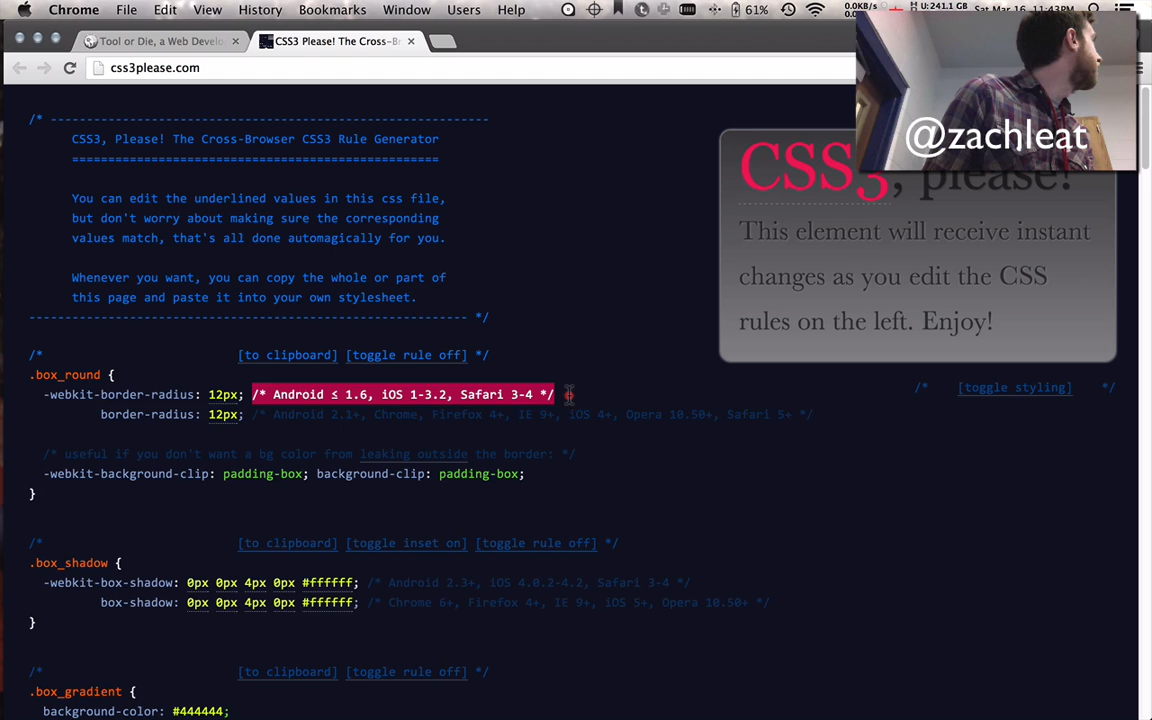 Chrome File Edit View History Bookmarks Window Users Help 61% 0.0KB/s U: 241.1 G Sat Mar 16 11:43PM
Tool or Die, a Web Develo CSS3 Please! The Cross-Br
css3please.com
@zachleat
/* ----------------------------------------------------------
CSS3, Please! The Cross-Browser CSS3 Rule Generator
===================================================
You can edit the underlined values in this css file,
but don't worry about making sure the corresponding
values match, that's all done automagically for you.
Whenever you want, you can copy the whole or part of
this page and paste it into your own stylesheet.
---------------------------------------------------------- */
CSS3, please!
This element will receive instant
changes as you edit the CSS
rules on the left. Enjoy!
/* [toggle styling] */
/* [to clipboard] [toggle rule off] */
.box_round {
-webkit-border-radius: 12px; /* Android ≤ 1.6, iOS 1-3.2, Safari 3-4 */
border-radius: 12px; /* Android 2.1+, Chrome, Firefox 4+, IE 9+, iOS 4+, Opera 10.50+, Safari 5+ */
/* useful if you don't want a bg color from leaking outside the border: */
-webkit-background-clip: padding-box; background-clip: padding-box;
}
/* [to clipboard] [toggle inset on] [toggle rule off] */
.box_shadow {
-webkit-box-shadow: 0px 0px 4px 0px #ffffff; /* Android 2.3+, iOS 4.0.2-4.2, Safari 3-4 */
box-shadow: 0px 0px 4px 0px #ffffff; /* Chrome 6+, Firefox 4+, IE 9+, iOS 5+, Opera 10.50+ */
}
/* [to clipboard] [toggle rule off] */
.box_gradient {
background-color: #444444;